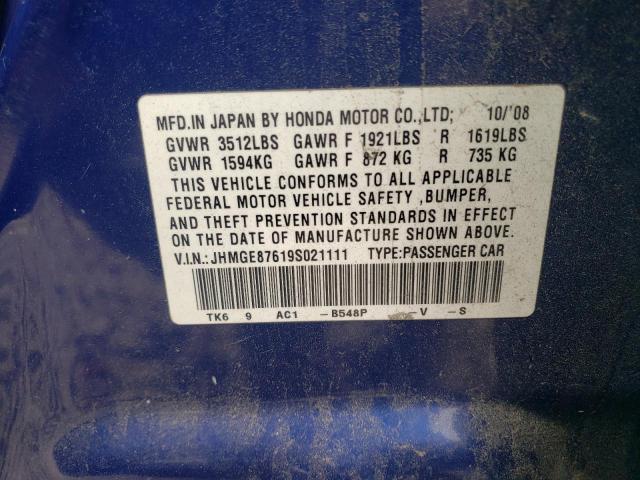 MFD.IN JAPAN BY HONDA MOTOR CO.,LTD; 10/'08
GVWR 3512LBS GAWR F 1921LBS R 1619LBS
GVWR 1594KG GAWR F 872 KG R 735 KG
THIS VEHICLE CONFORMS TO ALL APPLICABLE
FEDERAL MOTOR VEHICLE SAFETY ,BUMPER,
AND THEFT PREVENTION STANDARDS IN EFFECT
ON THE DATE OF MANUFACTURE SHOWN ABOVE.
V.I.N.:JHMGE87619S021111 TYPE:PASSENGER CAR
TK6 9 AC1 -B548P -V -S